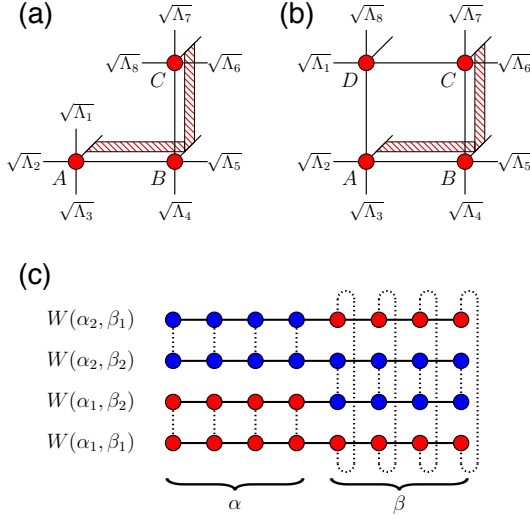 (a)
(b)
√Λ₇
√Λ₈
√Λ₇
√Λ₈
C
√Λ₆
√Λ₁
D
C
√Λ₆
√Λ₁
√Λ₂
A
B
√Λ₅
√Λ₂
A
B
√Λ₅
√Λ₃
√Λ₄
√Λ₃
√Λ₄
(c)
W(α₂, β₁)
W(α₂, β₂)
W(α₁, β₂)
W(α₁, β₁)
α
β